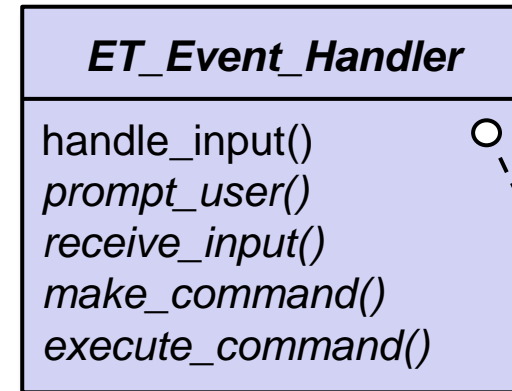 ET_Event_Handler
handle_input()
prompt_user()
receive_input()
make_command()
execute_command()